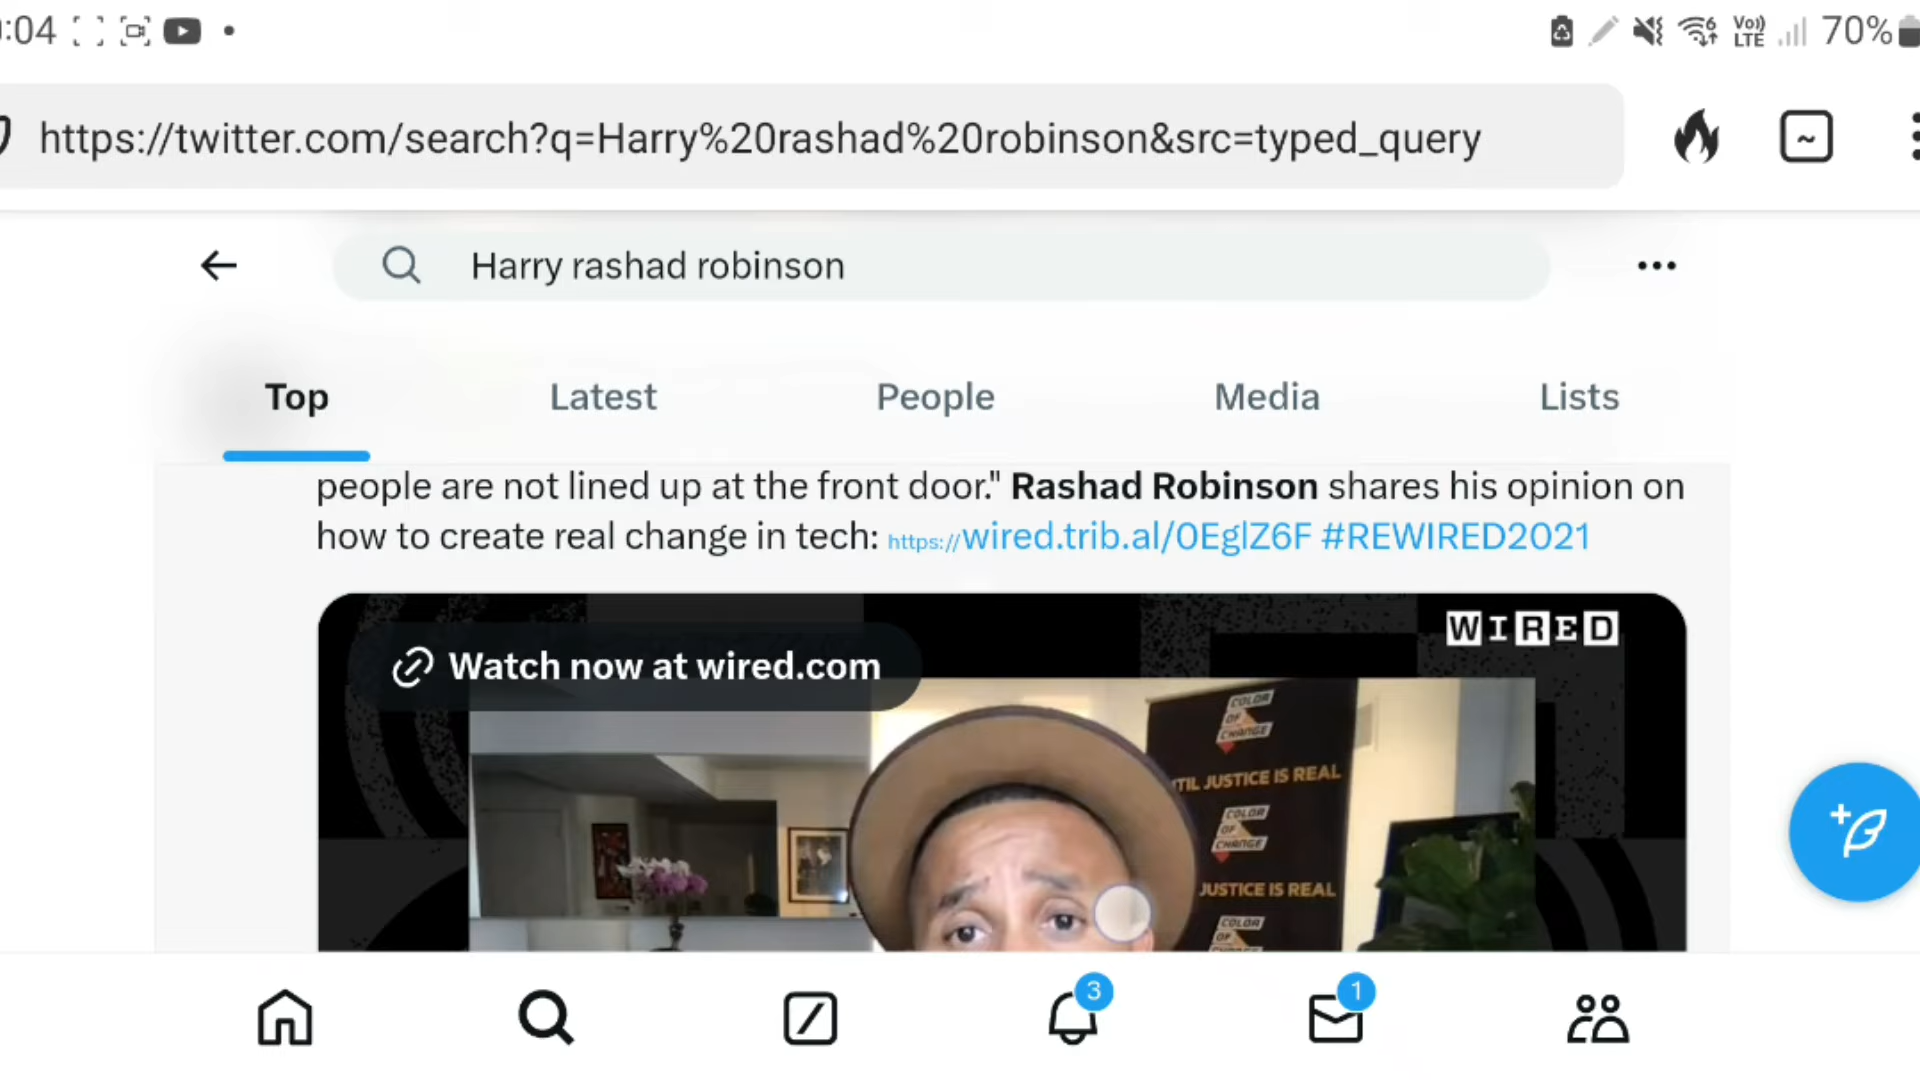 :04
Vo))
LTE
70%
https://twitter.com/search?q=Harry%20rashad%20robinson&src=typed_query
Harry rashad robinson
Top
Latest
People
Media
Lists
people are not lined up at the front door." Rashad Robinson shares his opinion on
how to create real change in tech: https://wired.trib.al/0EglZ6F #REWIRED2021
WIRED
Watch now at wired.com
COLOR
OF
CHANGE
TIL JUSTICE IS REAL
COLOR
OF
CHANGE
JUSTICE IS REAL
COLOR
OF
CHANGE
3
1